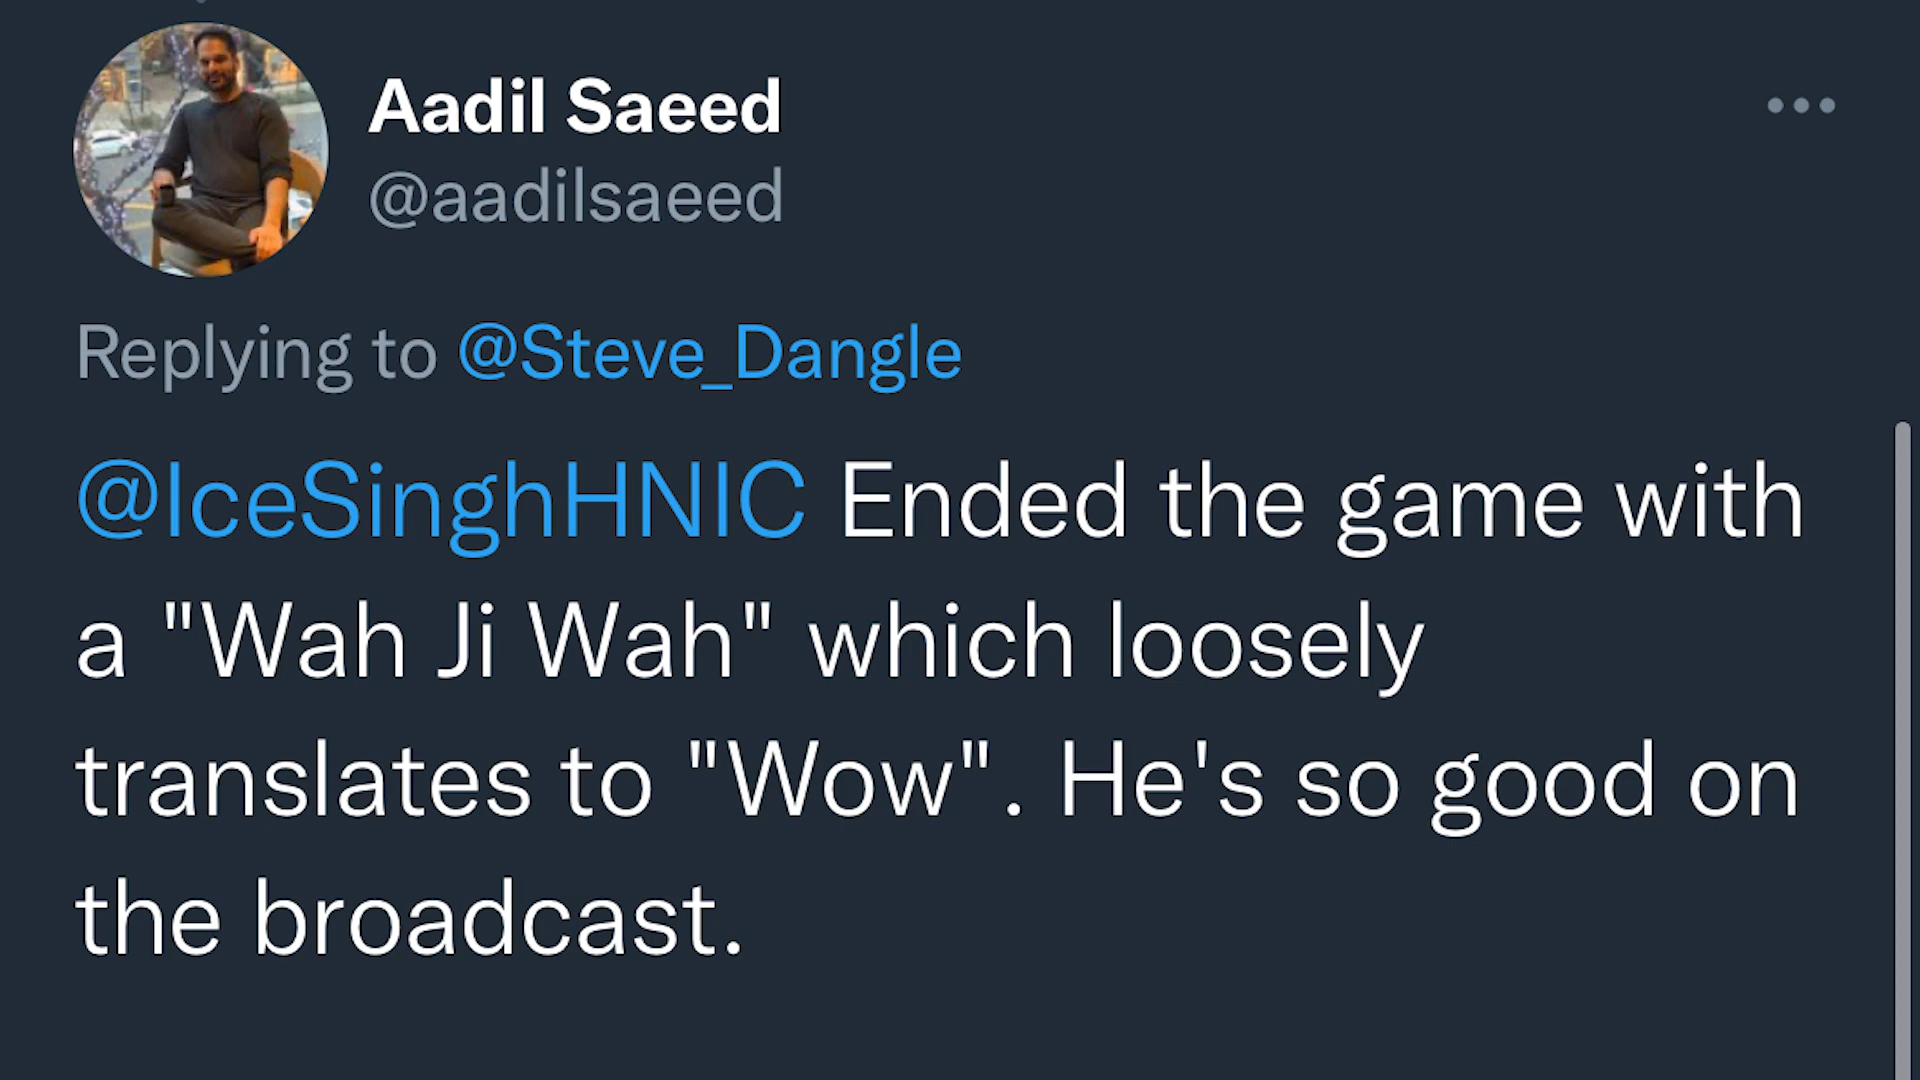 Aadil Saeed
@aadilsaeed
Replying to @Steve_Dangle
@IceSinghHNIC Ended the game with
a "Wah Ji Wah" which loosely
translates to "Wow". He's so good on
the broadcast.